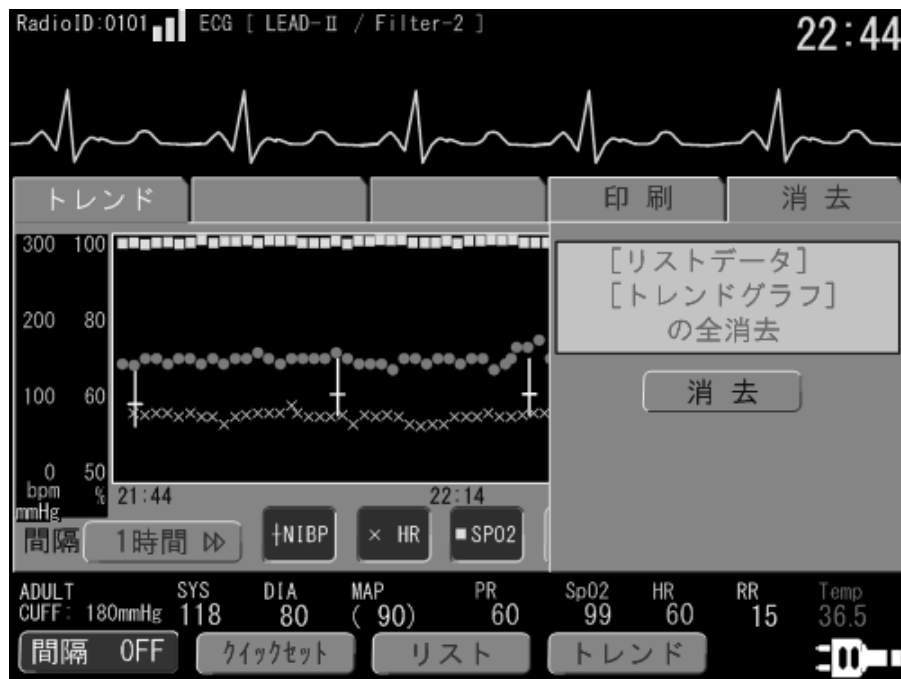 RadioID:0101 ECG [ LEAD-Ⅱ / Filter-2 ] 22:44
トレンド 印刷 消去
300 100
200 80
100 60
0 50
bpm %
mmHg
21:44 22:14
[リストデータ]
[トレンドグラフ]
の全消去
消去
間隔 1時間 NIBP × HR ■SPO2
ADULT SYS DIA MAP PR SpO2 HR RR Temp
CUFF: 180mmHg 118 80 ( 90) 60 99 60 15 36.5
間隔 OFF クイックセット リスト トレンド